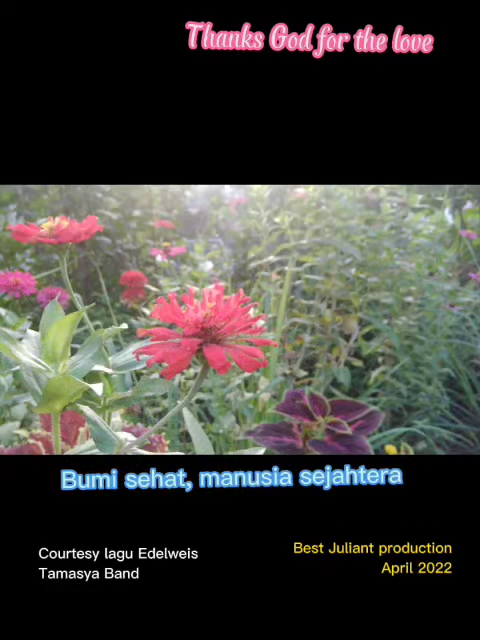 Thanks God for the love
Bumi sehat, manusia sejahtera
Courtesy lagu Edelweis
Tamasya Band
Best Juliant production
April 2022